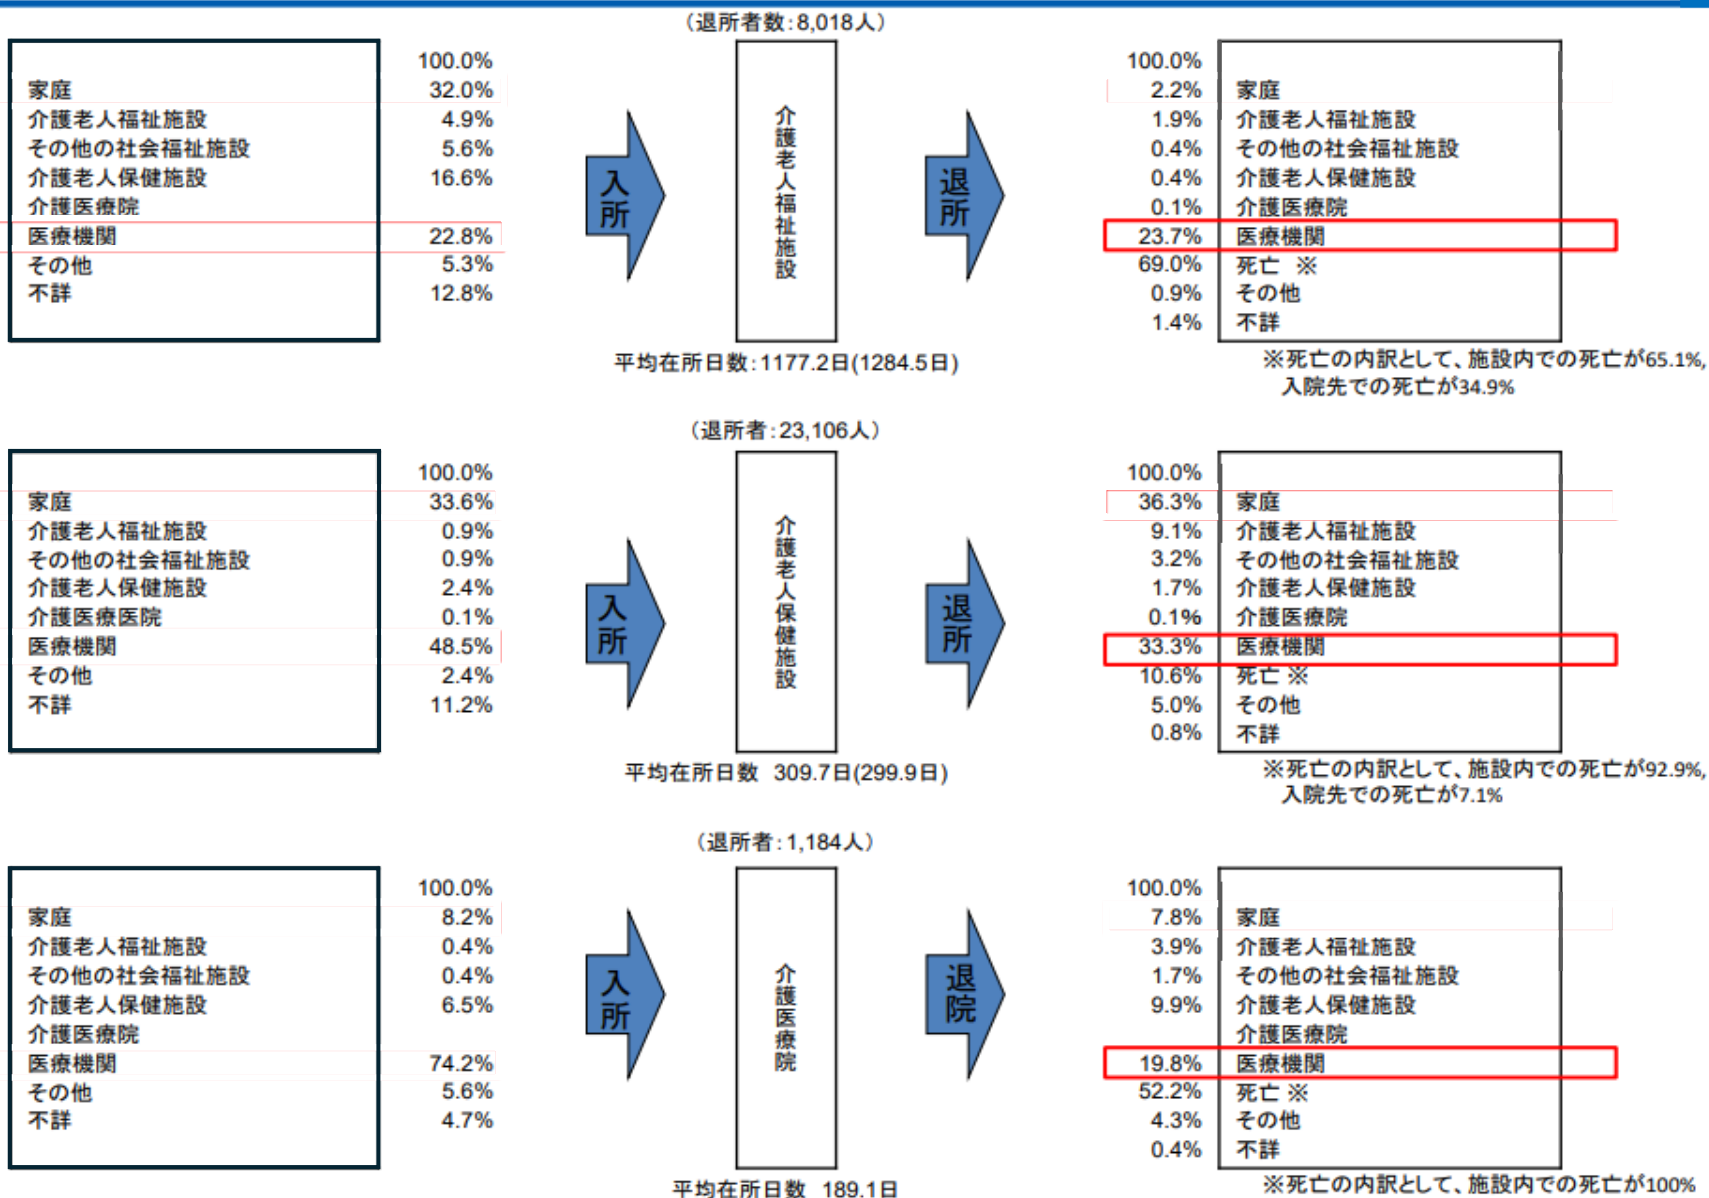 （退所者数：8,018人）
100.0%
家庭 32.0%
介護老人福祉施設 4.9%
その他の社会福祉施設 5.6%
介護老人保健施設 16.6%
介護医療院
医療機関 22.8%
その他 5.3%
不詳 12.8%
入所
介護老人福祉施設
退所
100.0%
2.2% 家庭
1.9% 介護老人福祉施設
0.4% その他の社会福祉施設
0.4% 介護老人保健施設
0.1% 介護医療院
23.7% 医療機関
69.0% 死亡 ※
0.9% その他
1.4% 不詳
平均在所日数：1177.2日(1284.5日)
※死亡の内訳として、施設内での死亡が65.1%,
入院先での死亡が34.9%
（退所者：23,106人）
100.0%
家庭 33.6%
介護老人福祉施設 0.9%
その他の社会福祉施設 0.9%
介護老人保健施設 2.4%
介護医療医院 0.1%
医療機関 48.5%
その他 2.4%
不詳 11.2%
入所
介護老人保健施設
退所
100.0%
36.3% 家庭
9.1% 介護老人福祉施設
3.2% その他の社会福祉施設
1.7% 介護老人保健施設
0.1% 介護医療院
33.3% 医療機関
10.6% 死亡 ※
5.0% その他
0.8% 不詳
平均在所日数 309.7日(299.9日)
※死亡の内訳として、施設内での死亡が92.9%,
入院先での死亡が7.1%
（退所者：1,184人）
100.0%
家庭 8.2%
介護老人福祉施設 0.4%
その他の社会福祉施設 0.4%
介護老人保健施設 6.5%
介護医療院
医療機関 74.2%
その他 5.6%
不詳 4.7%
入所
介護医療院
退院
100.0%
7.8% 家庭
3.9% 介護老人福祉施設
1.7% その他の社会福祉施設
9.9% 介護老人保健施設
介護医療院
19.8% 医療機関
52.2% 死亡 ※
4.3% その他
0.4% 不詳
平均在所日数 189.1日
※死亡の内訳として、施設内での死亡が100%